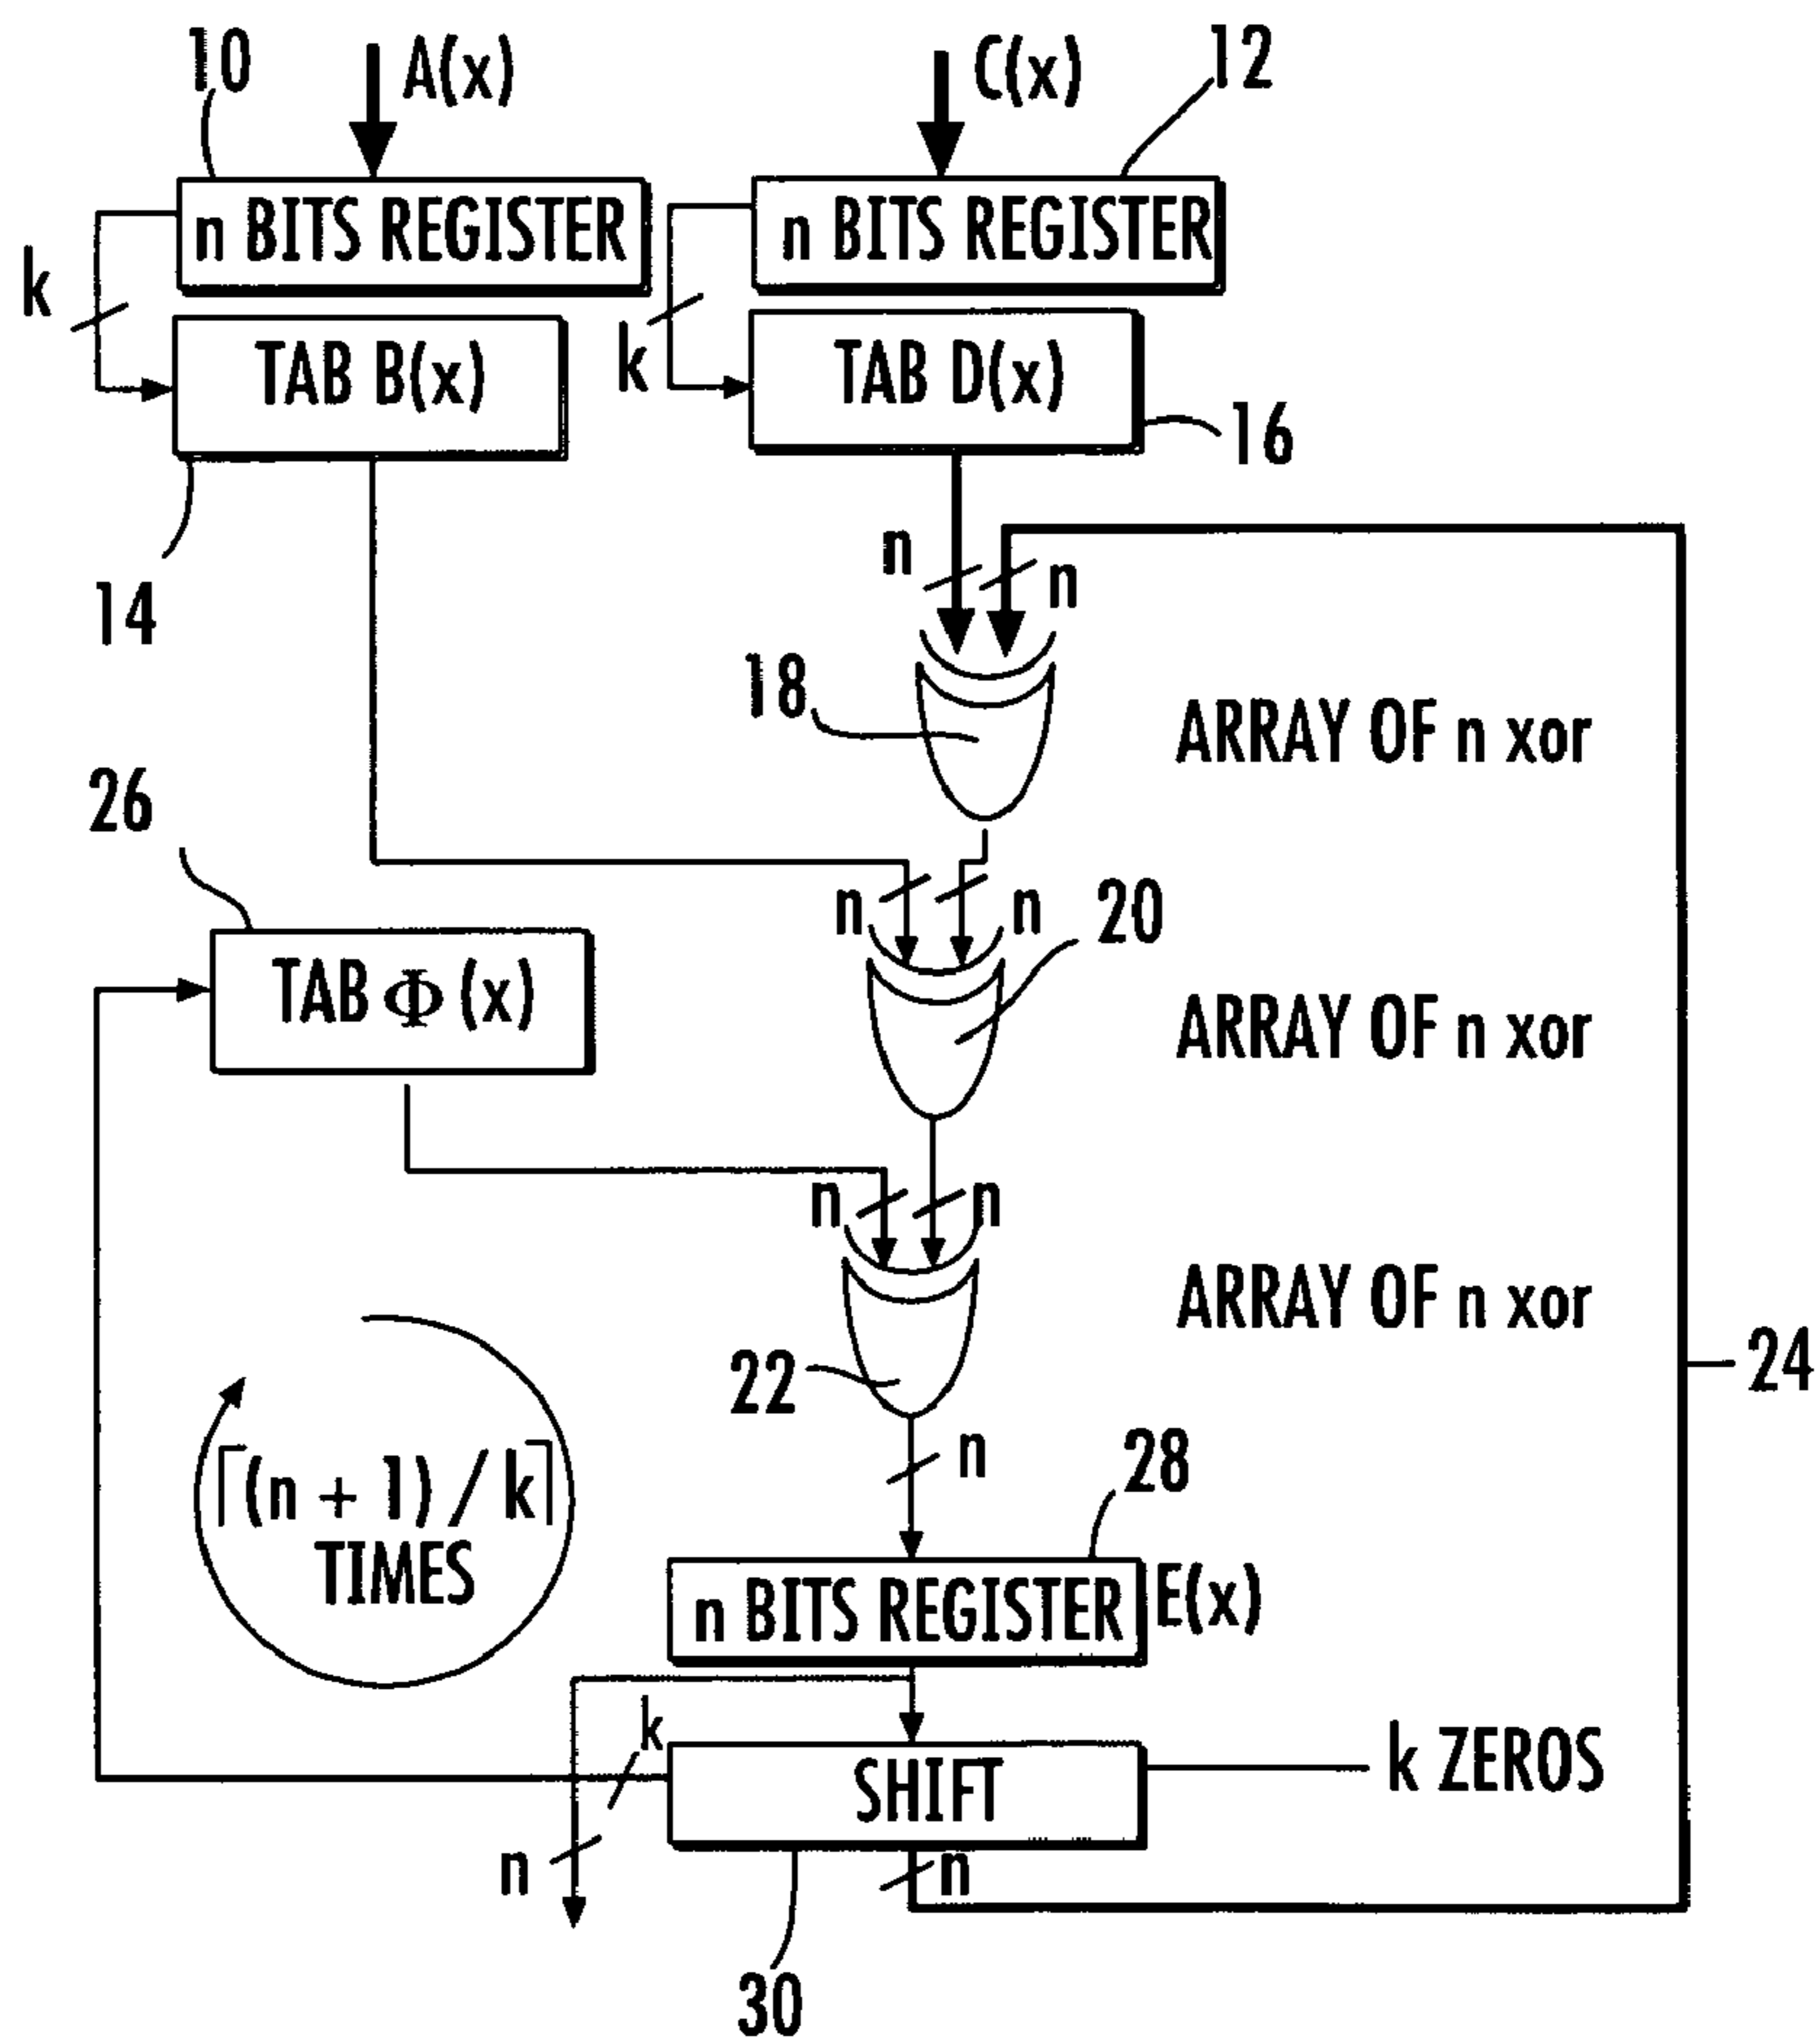 10
A(x)
C(x)
12
n BITS REGISTER
n BITS REGISTER
k
k
TAB B(x)
TAB D(x)
16
14
n
n
18
ARRAY OF n xor
26
n
n
20
TAB Φ (x)
ARRAY OF n xor
n
n
ARRAY OF n xor
22
24
⌈(n + 1) / k⌉
TIMES
n
28
n BITS REGISTER
E(x)
k
SHIFT
k ZEROS
n
n
30